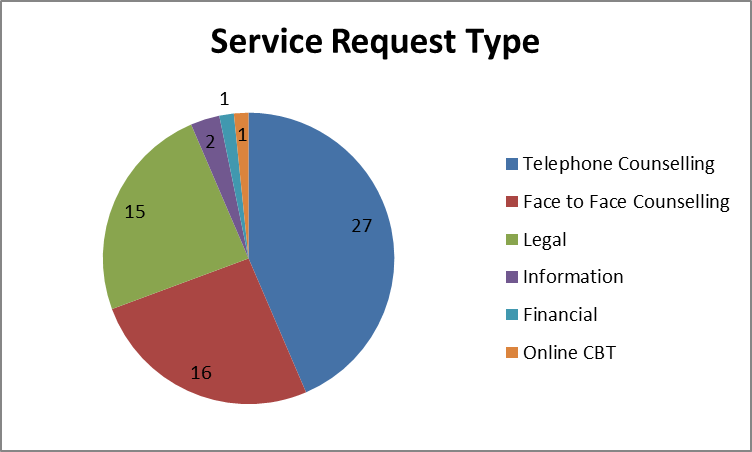 Service Request Type
1
1
2
15
27
16
Telephone Counselling
Face to Face Counselling
Legal
Information
Financial
Online CBT